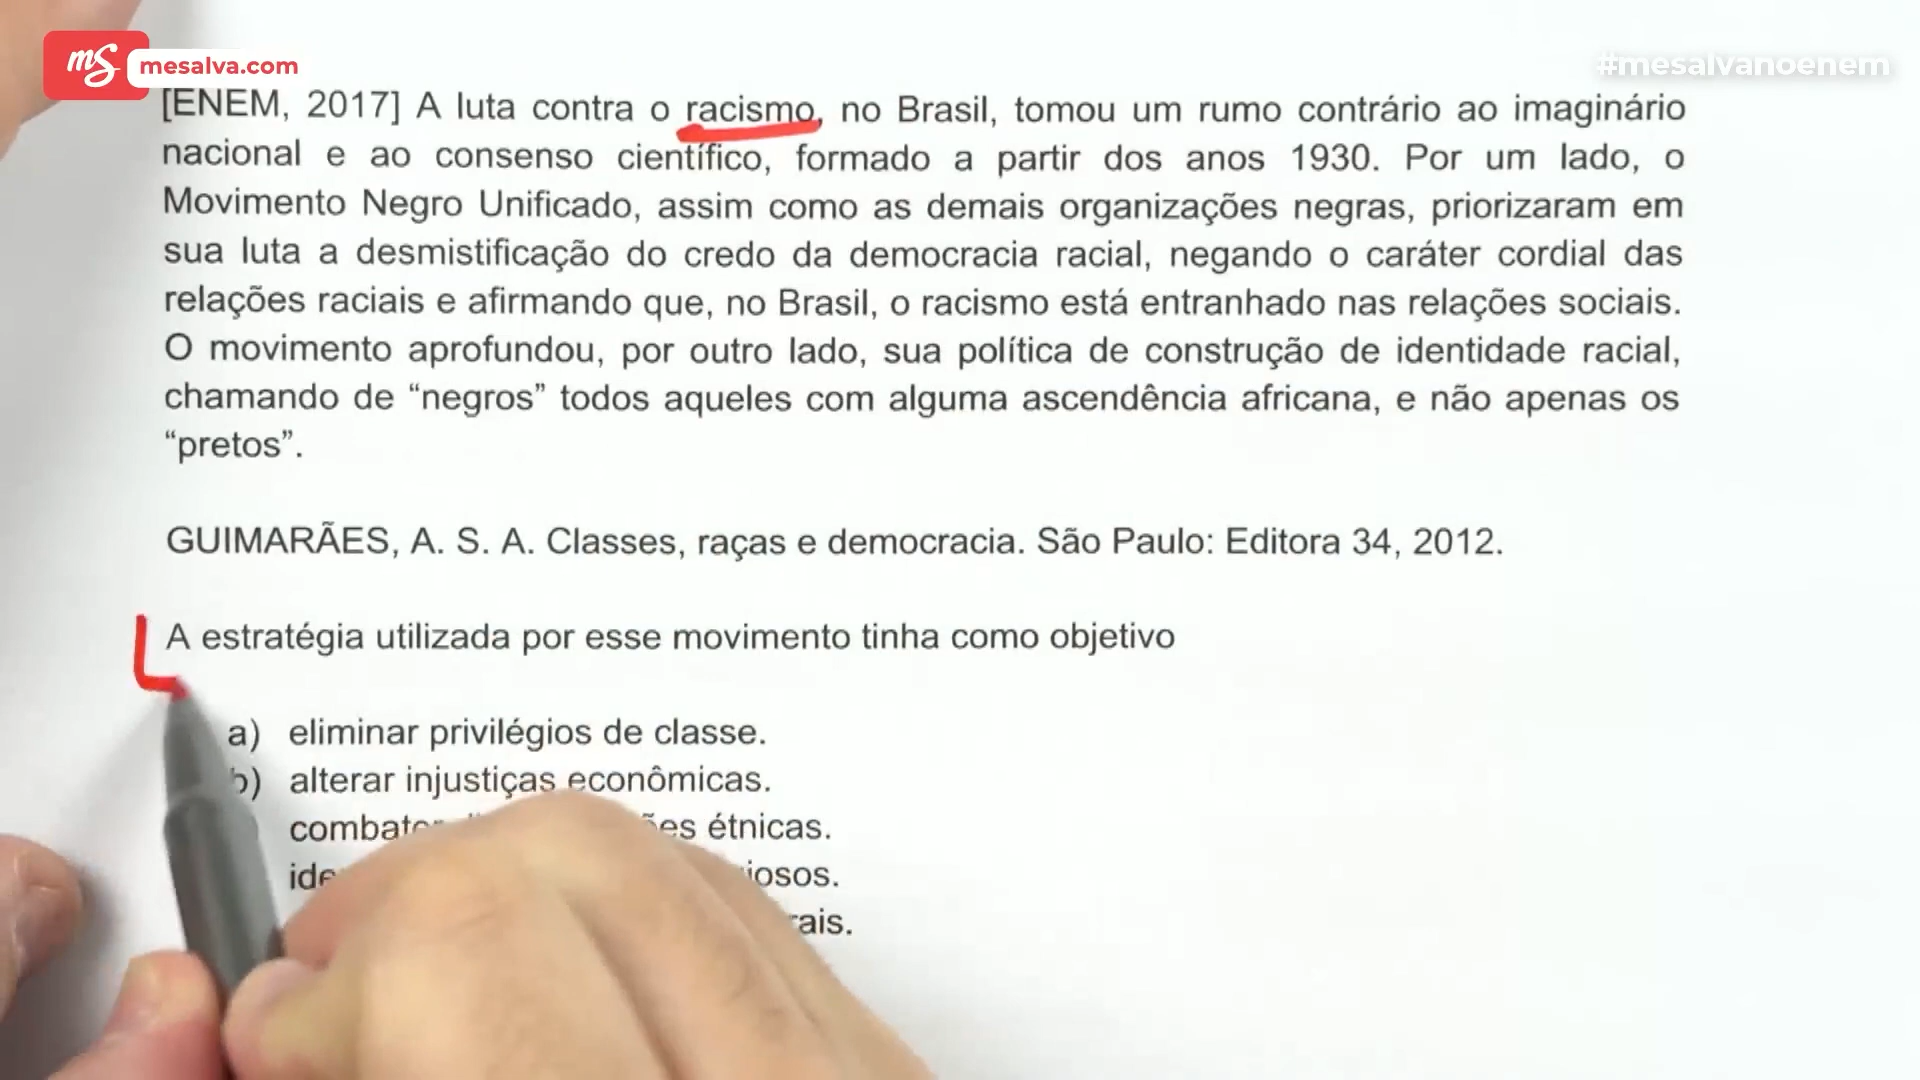 mS mesalva.com
#mesalvanoenem
[ENEM, 2017] A luta contra o racismo, no Brasil, tomou um rumo contrário ao imaginário
nacional e ao consenso científico, formado a partir dos anos 1930. Por um lado, o
Movimento Negro Unificado, assim como as demais organizações negras, priorizaram em
sua luta a desmistificação do credo da democracia racial, negando o caráter cordial das
relações raciais e afirmando que, no Brasil, o racismo está entranhado nas relações sociais.
O movimento aprofundou, por outro lado, sua política de construção de identidade racial,
chamando de “negros” todos aqueles com alguma ascendência africana, e não apenas os
“pretos”.
GUIMARÃES, A. S. A. Classes, raças e democracia. São Paulo: Editora 34, 2012.
A estratégia utilizada por esse movimento tinha como objetivo
a) eliminar privilégios de classe.
b) alterar injustiças econômicas.
étnicas.